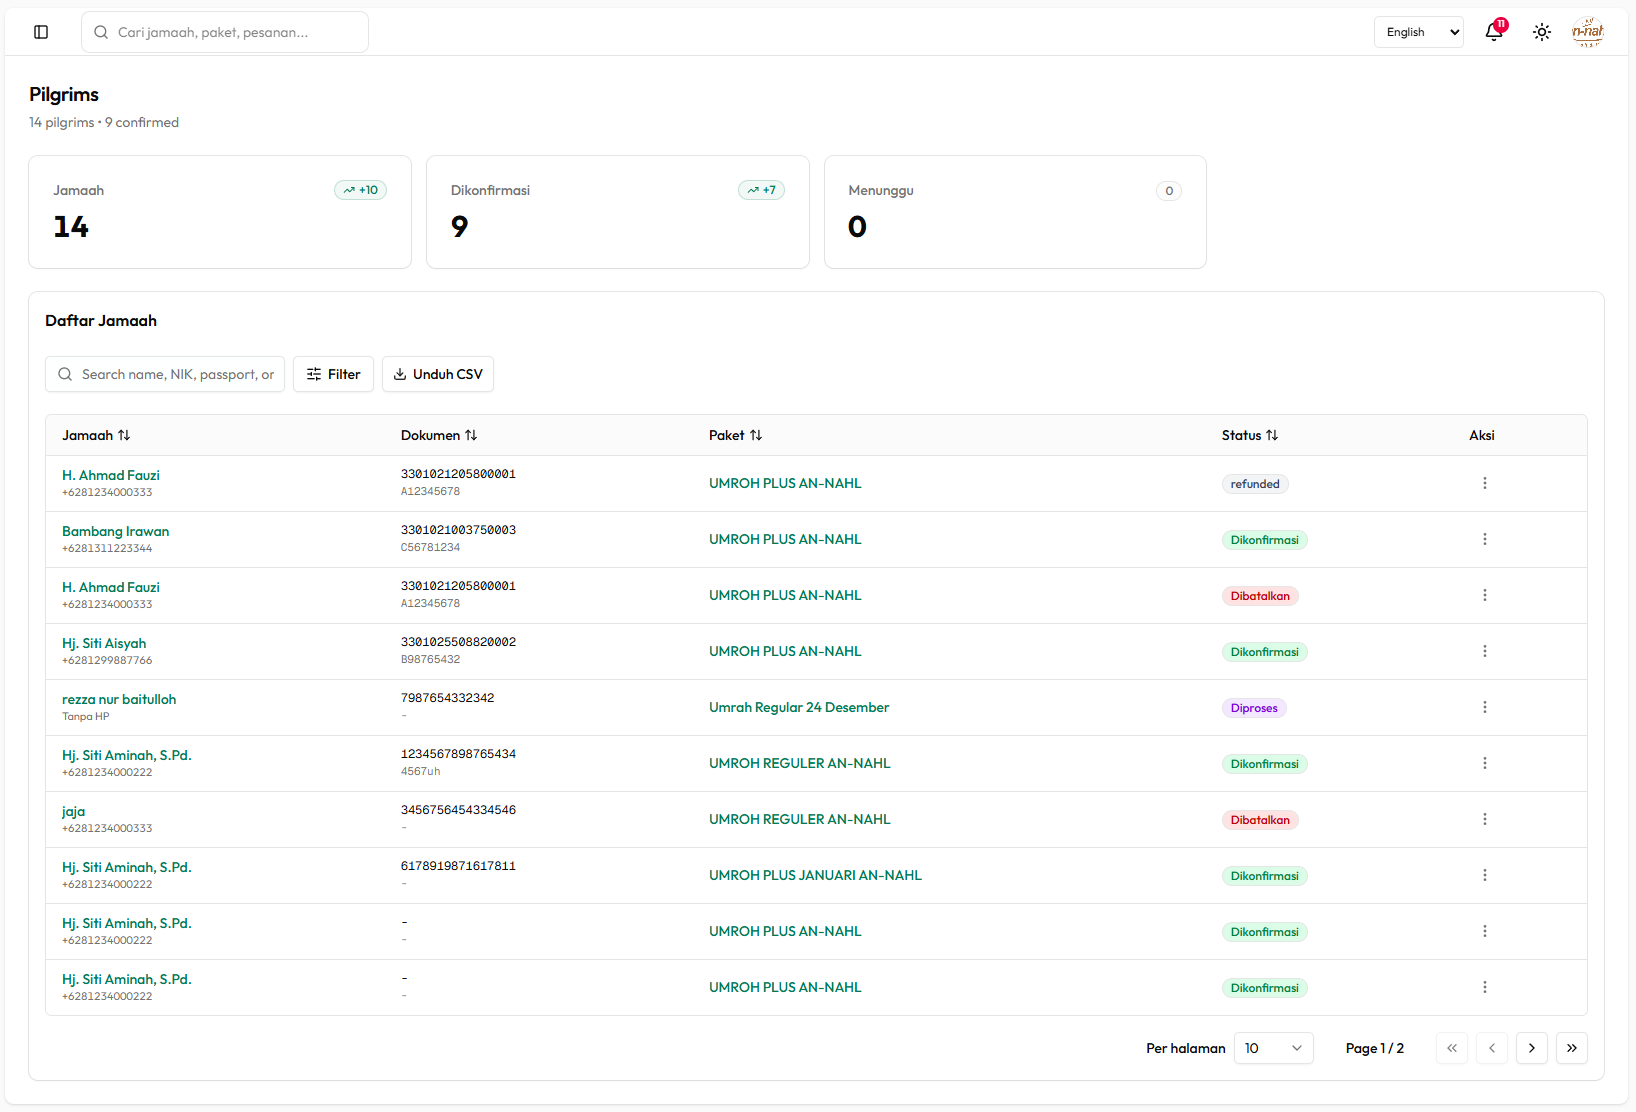 Cari jamaah, paket, pesanan...
English
11
n-nah
Pilgrims
14 pilgrims • 9 confirmed
Jamaah
+10
14
Dikonfirmasi
+7
9
Menunggu
0
0
Daftar Jamaah
Search name, NIK, passport, or
Filter
Unduh CSV
Jamaah
Dokumen
Paket
Status
Aksi
H. Ahmad Fauzi
+6281234000333
3301021205800001
A12345678
UMROH PLUS AN-NAHL
refunded
Bambang Irawan
+6281311223344
3301021003750003
C56781234
UMROH PLUS AN-NAHL
Dikonfirmasi
H. Ahmad Fauzi
+6281234000333
3301021205800001
A12345678
UMROH PLUS AN-NAHL
Dibatalkan
Hj. Siti Aisyah
+6281299887766
3301025508820002
B98765432
UMROH PLUS AN-NAHL
Dikonfirmasi
rezza nur baitulloh
Tanpa HP
7987654332342
-
Umrah Regular 24 Desember
Diproses
Hj. Siti Aminah, S.Pd.
+6281234000222
1234567898765434
4567uh
UMROH REGULER AN-NAHL
Dikonfirmasi
jaja
+6281234000333
3456756454334546
-
UMROH REGULER AN-NAHL
Dibatalkan
Hj. Siti Aminah, S.Pd.
+6281234000222
6178919871617811
-
UMROH PLUS JANUARI AN-NAHL
Dikonfirmasi
Hj. Siti Aminah, S.Pd.
+6281234000222
-
-
UMROH PLUS AN-NAHL
Dikonfirmasi
Hj. Siti Aminah, S.Pd.
+6281234000222
-
-
UMROH PLUS AN-NAHL
Dikonfirmasi
Per halaman
10
Page 1 / 2